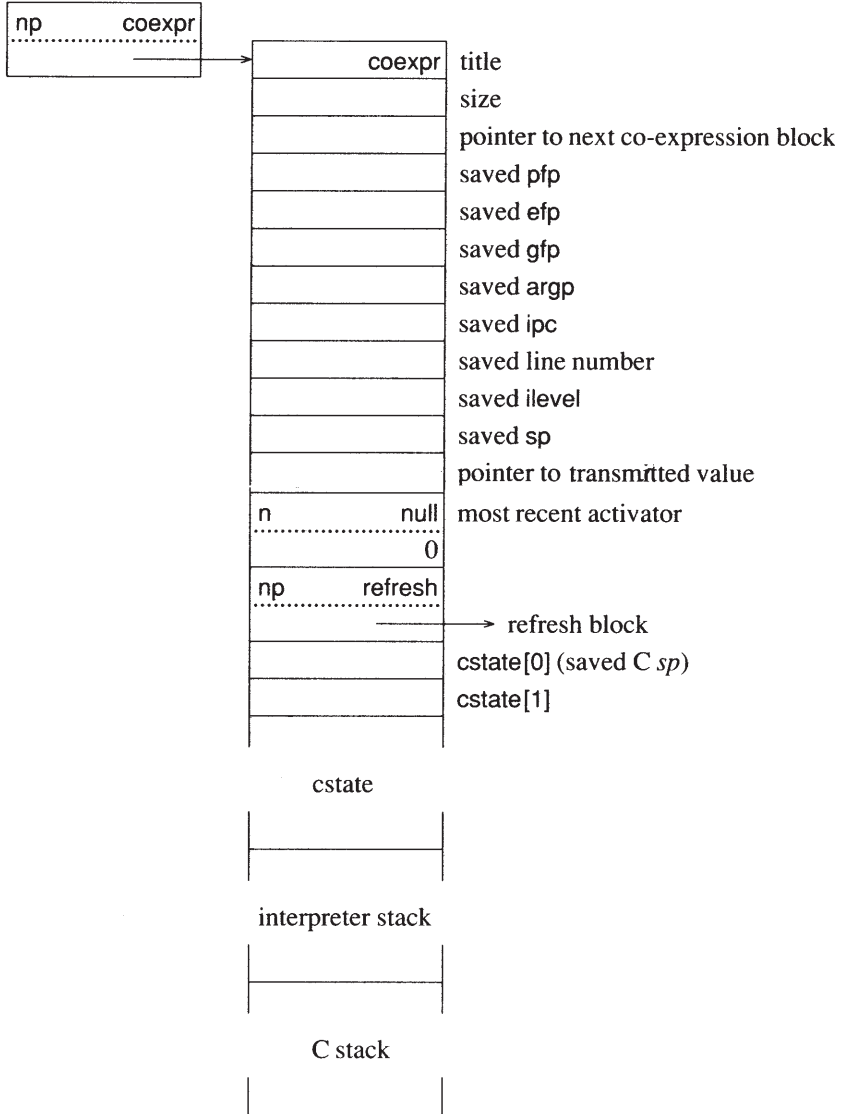 np coexpr
coexpr title
size
pointer to next co-expression block
saved pfp
saved efp
saved gfp
saved argp
saved ipc
saved line number
saved ilevel
saved sp
pointer to transmitted value
n null most recent activator
0
np refresh
refresh block
cstate[0] (saved C sp)
cstate[1]
cstate
interpreter stack
C stack